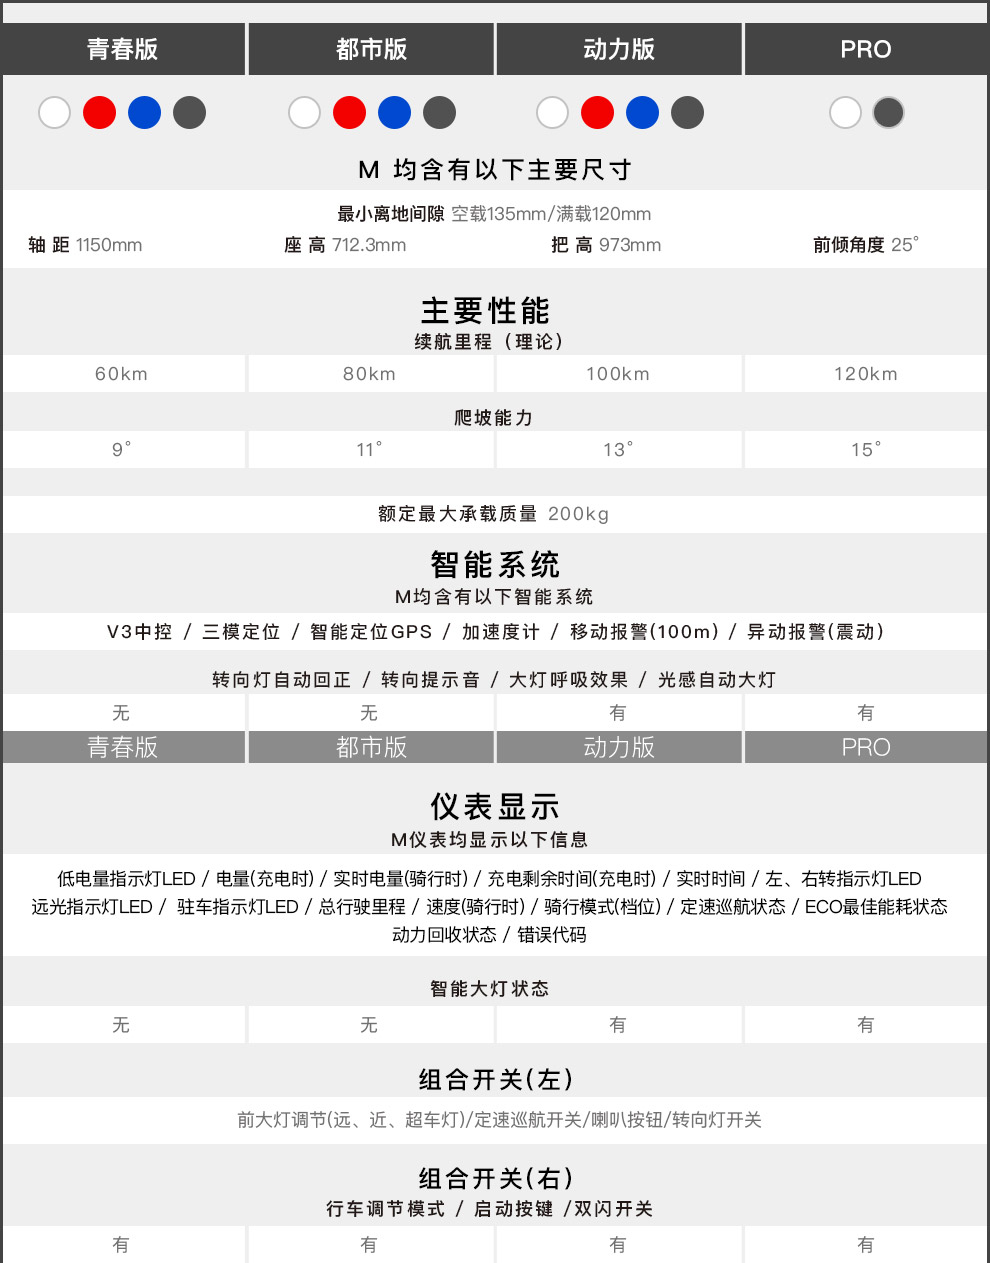 青春版 都市版 动力版 PRO
M 均含有以下主要尺寸
最小离地间隙 空载135mm/满载120mm
轴 距 1150mm 座 高 712.3mm 把 高 973mm 前倾角度 25°
主要性能
续航里程（理论）
60km 80km 100km 120km
爬坡能力
9° 11° 13° 15°
额定最大承载质量 200kg
智能系统
M均含有以下智能系统
V3中控 / 三模定位 / 智能定位GPS / 加速度计 / 移动报警(100m) / 异动报警(震动)
转向灯自动回正 / 转向提示音 / 大灯呼吸效果 / 光感自动大灯
无 无 有 有
青春版 都市版 动力版 PRO
仪表显示
M仪表均显示以下信息
低电量指示灯LED / 电量(充电时) / 实时电量(骑行时) / 充电剩余时间(充电时) / 实时时间 / 左、右转指示灯LED
远光指示灯LED / 驻车指示灯LED / 总行驶里程 / 速度(骑行时) / 骑行模式(档位) / 定速巡航状态 / ECO最佳能耗状态
动力回收状态 / 错误代码
智能大灯状态
无 无 有 有
组合开关(左)
前大灯调节(远、近、超车灯)/定速巡航开关/喇叭按钮/转向灯开关
组合开关(右)
行车调节模式 / 启动按键 /双闪开关
有 有 有 有